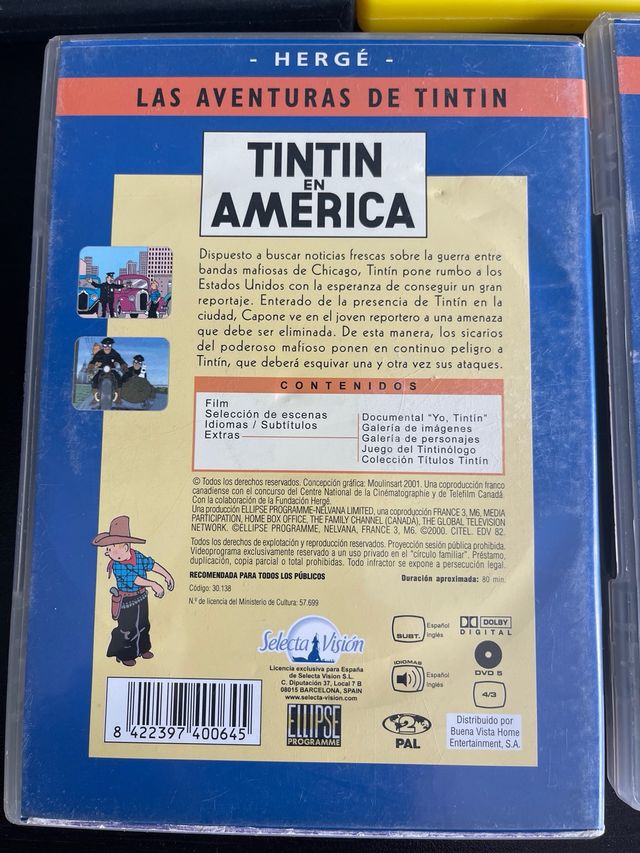 - HERGÉ -
LAS AVENTURAS DE TINTIN
TINTIN
EN
AMERICA
Dispuesto a buscar noticias frescas sobre la guerra entre
bandas mafiosas de Chicago, Tintín pone rumbo a los
Estados Unidos con la esperanza de conseguir un gran
reportaje. Enterado de la presencia de Tintín en la
ciudad, Capone ve en el joven reportero a una amenaza
que debe ser eliminada. De esta manera, los sicarios
del poderoso mafioso ponen en continuo peligro a
Tintín, que deberá esquivar una y otra vez sus ataques.
CONTENIDOS
Film
Selección de escenas
Idiomas / Subtítulos
Extras
Documental "Yo, Tintín"
Galería de imágenes
Galería de personajes
Juego del Tintinólogo
Colección Títulos Tintín
© Todos los derechos reservados. Concepción gráfica: Moulinsart 2001. Una coproducción franco
canadiense con el concurso del Centre National de la Cinématographie y de Telefilm Canadá.
Con la colaboración de la Fundación Hergé.
Una producción ELLIPSE PROGRAMME-NELVANA LIMITED, una coproducción FRANCE 3, M6, MEDIA
PARTICIPATION, HOME BOX OFFICE, THE FAMILY CHANNEL (CANADA), THE GLOBAL TELEVISION
NETWORK. ©ELLIPSE PROGRAMME, NELVANA, FRANCE 3, M6. ©2000. CITEL. EDV 82.
Todos los derechos de explotación y reproducción reservados. Proyección sesión pública prohibida.
Videoprograma exclusivamente reservado a un uso privado en el "círculo familiar". Préstamo,
duplicación, copia parcial o total prohibidas. Todo infractor se expone a persecución legal.
RECOMENDADA PARA TODOS LOS PÚBLICOS
Duración aproximada: 80 min.
Código: 30.138
N.º de licencia del Ministerio de Cultura: 57.699
Selecta Visión
Licencia exclusiva para España
de Selecta Vision S.L.
C. Diputación 37, Local 7 B
08015 BARCELONA, SPAIN
www.selecta-vision.com
ELLIPSE
PROGRAMME
8 422397 400645
SUBT.
Español
Inglés
IDIOMAS
Español
Inglés
2
PAL
DOLBY
DIGITAL
DVD 5
4/3
Distribuido por
Buena Vista Home
Entertainment, S.A.